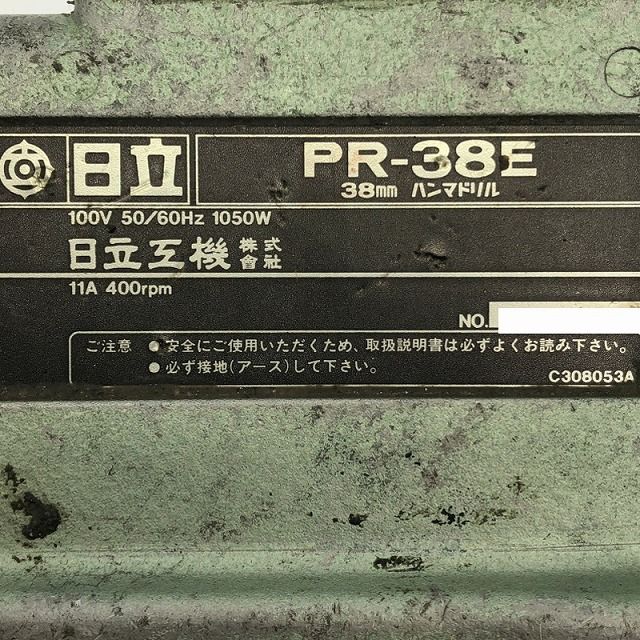 日立
PR-38E
38mm ハンマドリル
100V 50/60Hz 1050W
日立工機株式會社
11A 400rpm
NO.
ご注意 ●安全にご使用いただくため、取扱説明書は必ずよくお読み下さい。
●必ず接地(アース)して下さい。
C308053A